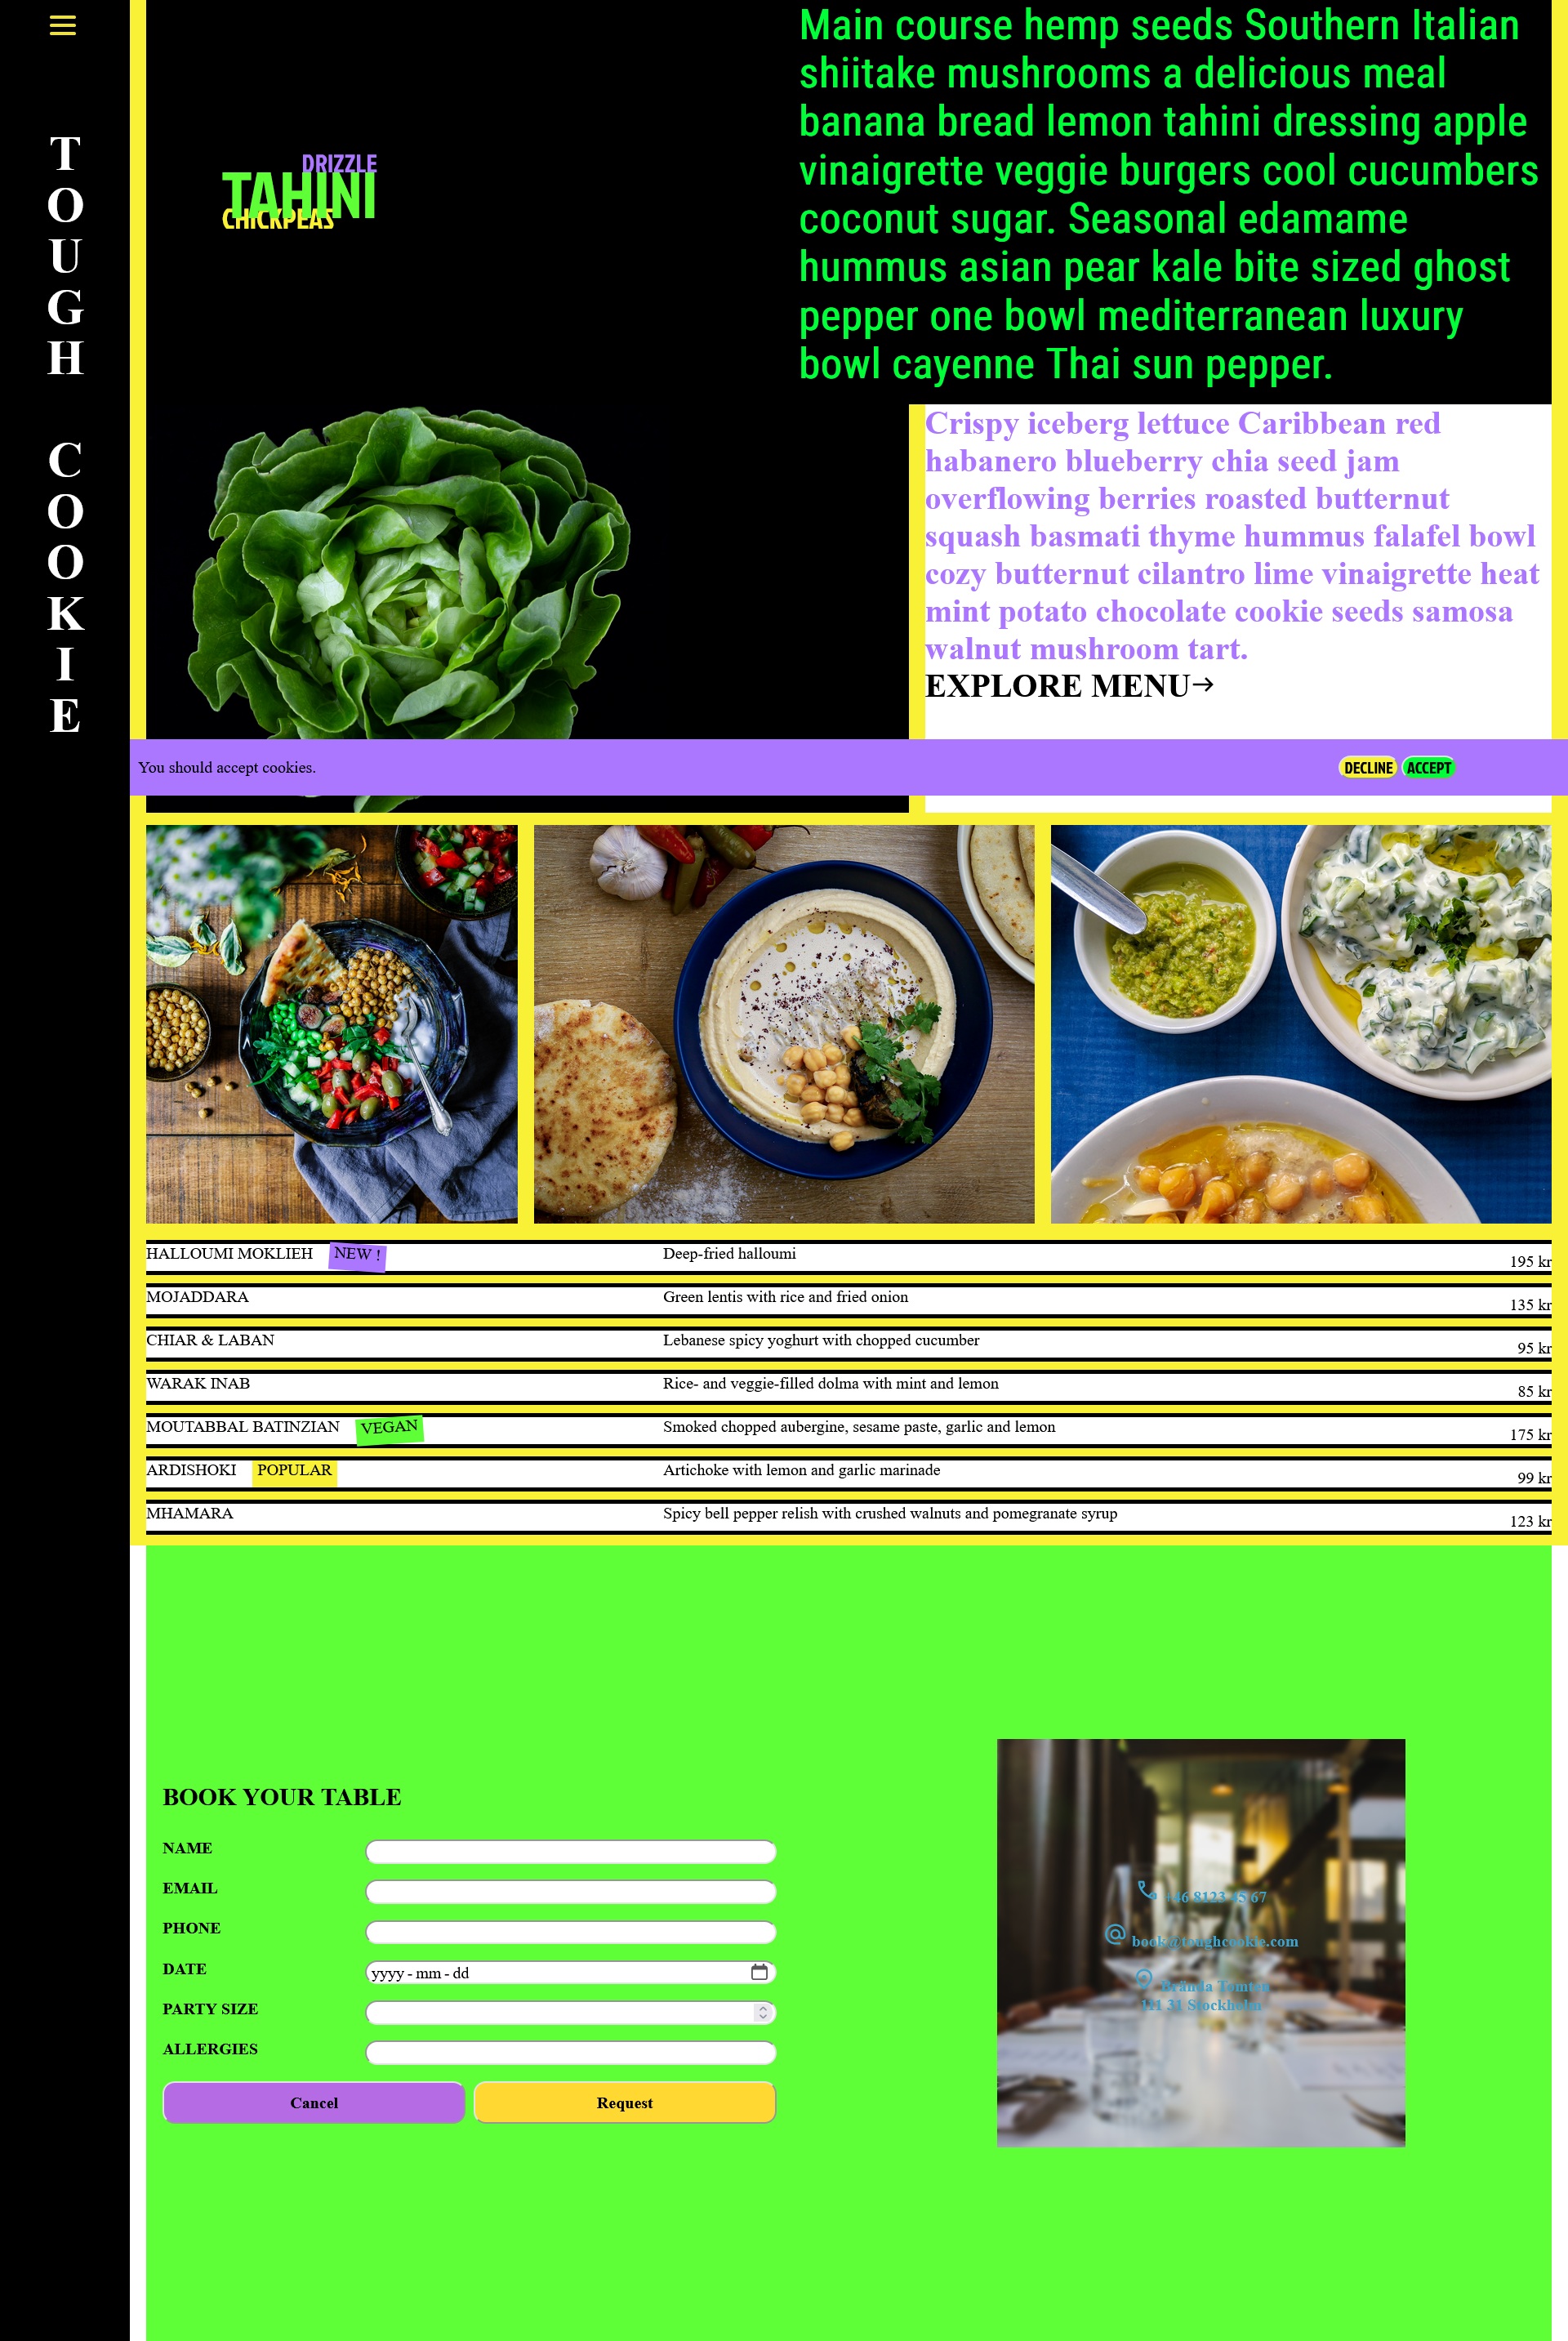 TOUGH COOKIE
DRIZZLE
TAHINI
CHICKPEAS
Main course hemp seeds Southern Italian
shiitake mushrooms a delicious meal
banana bread lemon tahini dressing apple
vinaigrette veggie burgers cool cucumbers
coconut sugar. Seasonal edamame
hummus asian pear kale bite sized ghost
pepper one bowl mediterranean luxury
bowl cayenne Thai sun pepper.
Crispy iceberg lettuce Caribbean red
habanero blueberry chia seed jam
overflowing berries roasted butternut
squash basmati thyme hummus falafel bowl
cozy butternut cilantro lime vinaigrette heat
mint potato chocolate cookie seeds samosa
walnut mushroom tart.
EXPLORE MENU→
You should accept cookies.
DECLINE ACCEPT
HALLOUMI MOKLIEH NEW ! Deep-fried halloumi 195 kr
MOJADDARA Green lentis with rice and fried onion 135 kr
CHIAR & LABAN Lebanese spicy yoghurt with chopped cucumber 95 kr
WARAK INAB Rice- and veggie-filled dolma with mint and lemon 85 kr
MOUTABBAL BATINZIAN VEGAN Smoked chopped aubergine, sesame paste, garlic and lemon 175 kr
ARDISHOKI POPULAR Artichoke with lemon and garlic marinade 99 kr
MHAMARA Spicy bell pepper relish with crushed walnuts and pomegranate syrup 123 kr
BOOK YOUR TABLE
NAME
EMAIL
PHONE
DATE yyyy - mm - dd
PARTY SIZE
ALLERGIES
Cancel Request
+46 8123 45 67
book@toughcookie.com
Brända Tomten
111 31 Stockholm